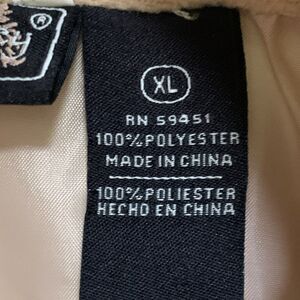 ®
XL
RN 59451
100% POLYESTER
MADE IN CHINA
100% POLIESTER
HECHO EN CHINA